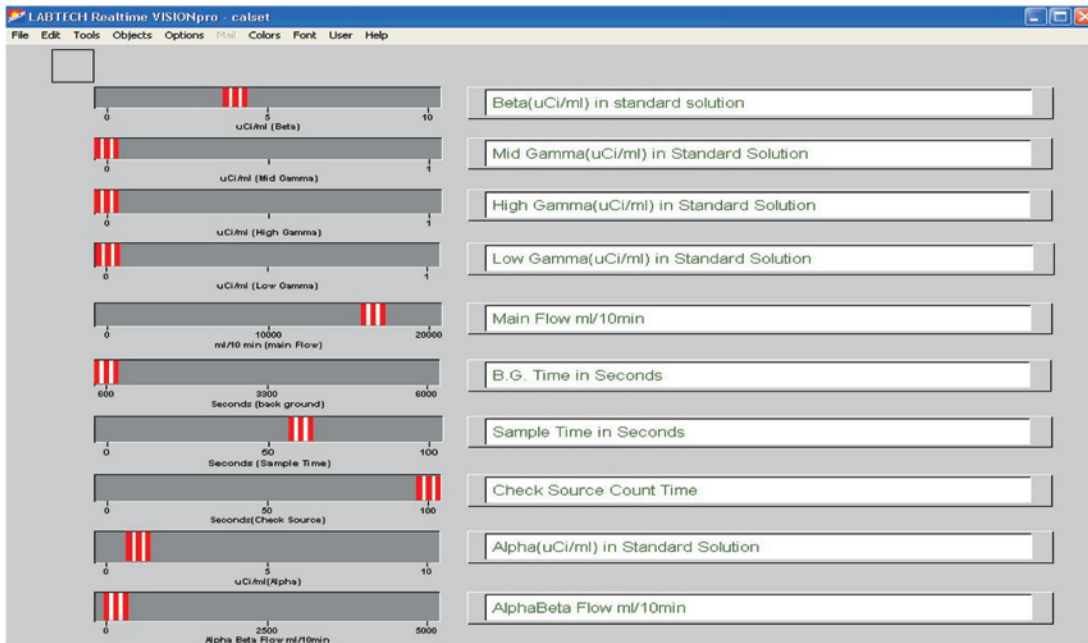 LABTECH Realtime VISIONpro - calset
File Edit Tools Objects Options Mail Colors Font User Help
0 5 10
uCi/ml (Beta)
Beta(uCi/ml) in standard solution
0 1
uCi/ml (Mid Gamma)
Mid Gamma(uCi/ml) in Standard Solution
0 1
uCi/ml (High Gamma)
High Gamma(uCi/ml) in Standard Solution
0 1
uCi/ml (Low Gamma)
Low Gamma(uCi/ml) in Standard Solution
0 10000 20000
ml/10 min (main Flow)
Main Flow ml/10min
600 3300 6000
Seconds (back ground)
B.G. Time in Seconds
0 50 100
Seconds (Sample Time)
Sample Time in Seconds
0 50 100
Seconds(Check Source)
Check Source Count Time
0 5 10
uCi/ml(Alpha)
Alpha(uCi/ml) in Standard Solution
0 2500 5000
Alpha Beta Flow ml/10min
AlphaBeta Flow ml/10min